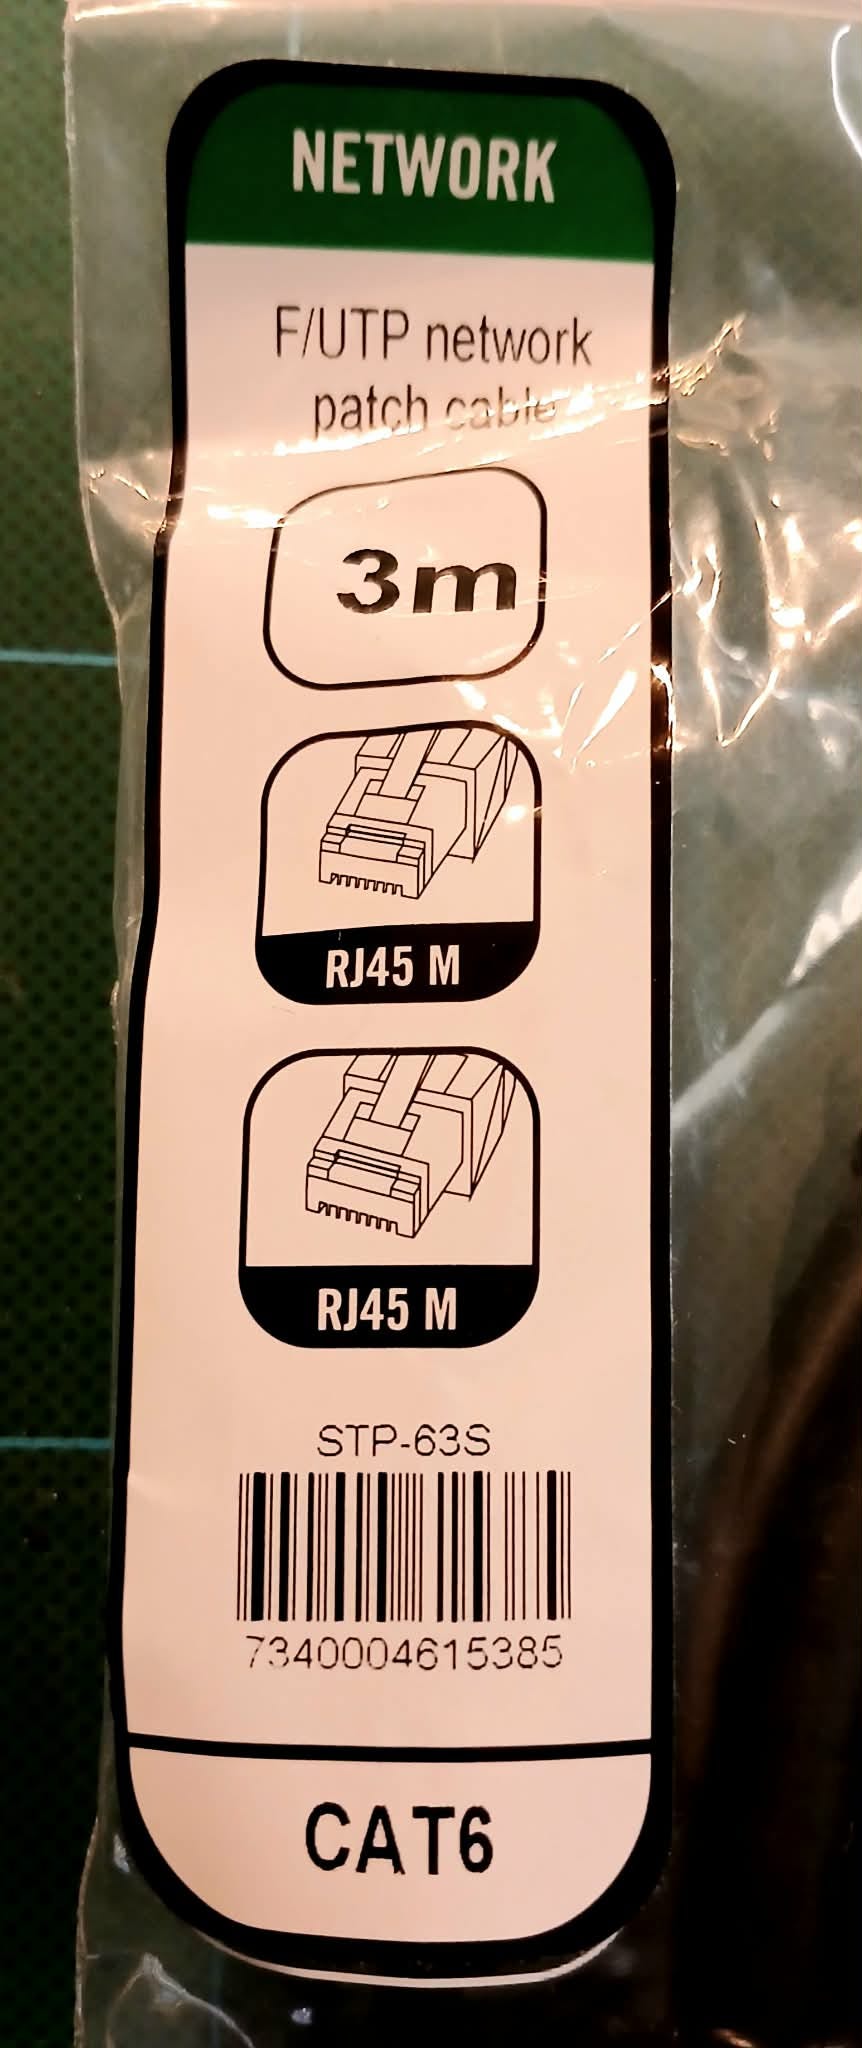 NETWORK
F/UTP network
patch cable
3m
RJ45 M
RJ45 M
STP-63S
7340004615385
CAT6